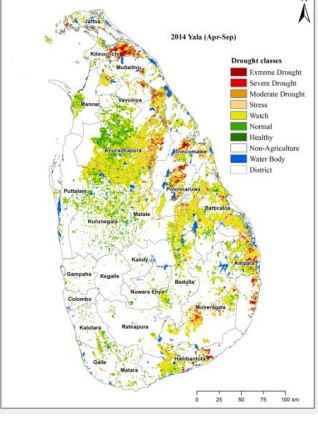 N
Jaffna
2014 Yala (Apr-Sep)
Kilinochchi
Mullaitivu
Drought classes
Extreme Drought
Severe Drought
Moderate Drought
Stress
Watch
Normal
Healthy
Non-Agriculture
Water Body
District
Mannar
Vavuniya
Anuradhapura
Trincomalee
Puttalam
Polonnaruwa
Batticaloa
Kurunegala
Matale
Kandy
Ampara
Gampaha
Kegalle
Nuwara Eliya
Badulla
Colombo
Moneragala
Kalutara
Ratnapura
Galle
Matara
Hambantota
0 25 50 75 100 km